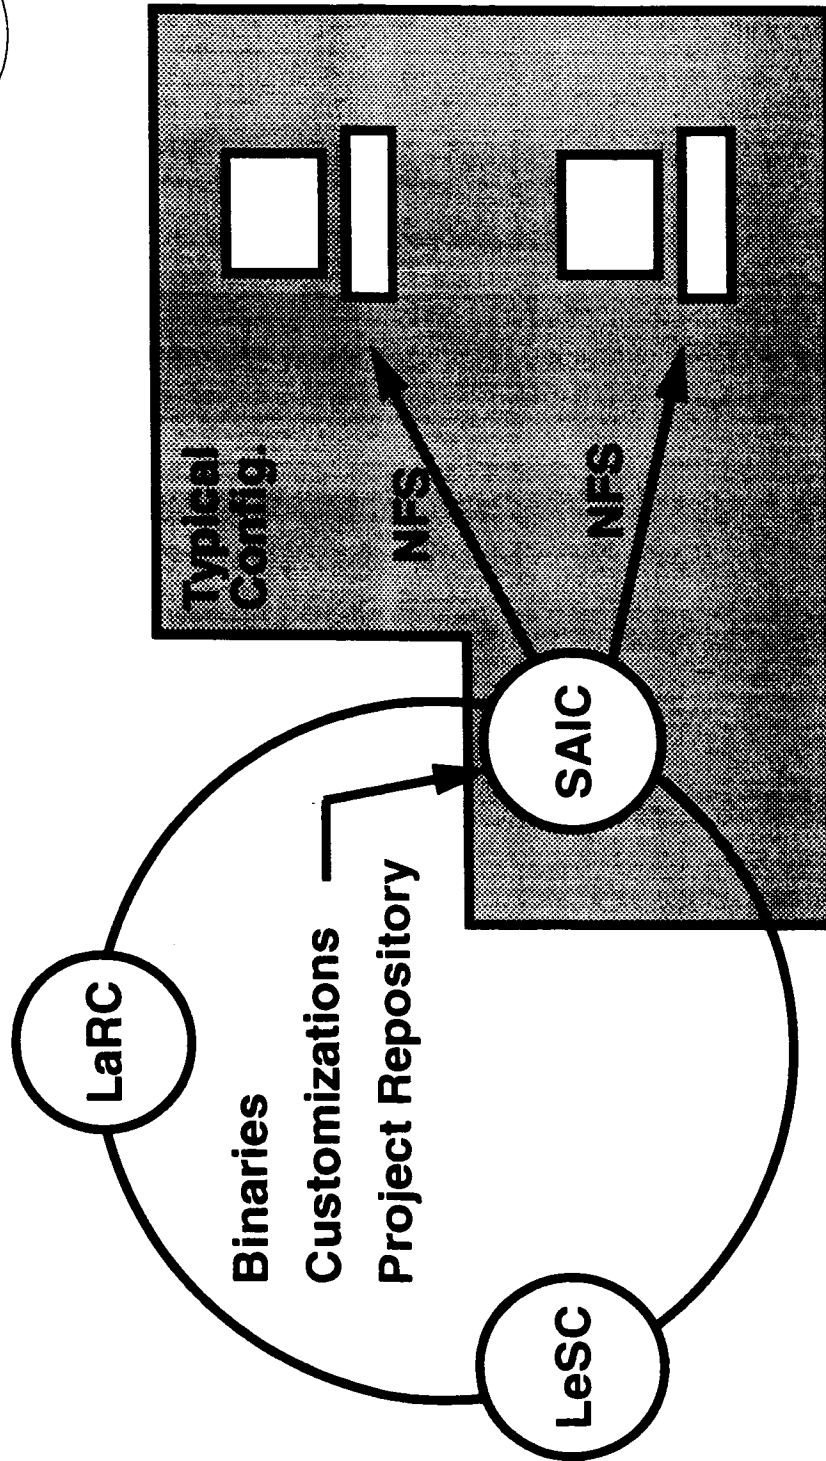 LaRC
Binaries
Customizations
Project Repository
Typical
Config.
NFS
NFS
SAIC
LeSC